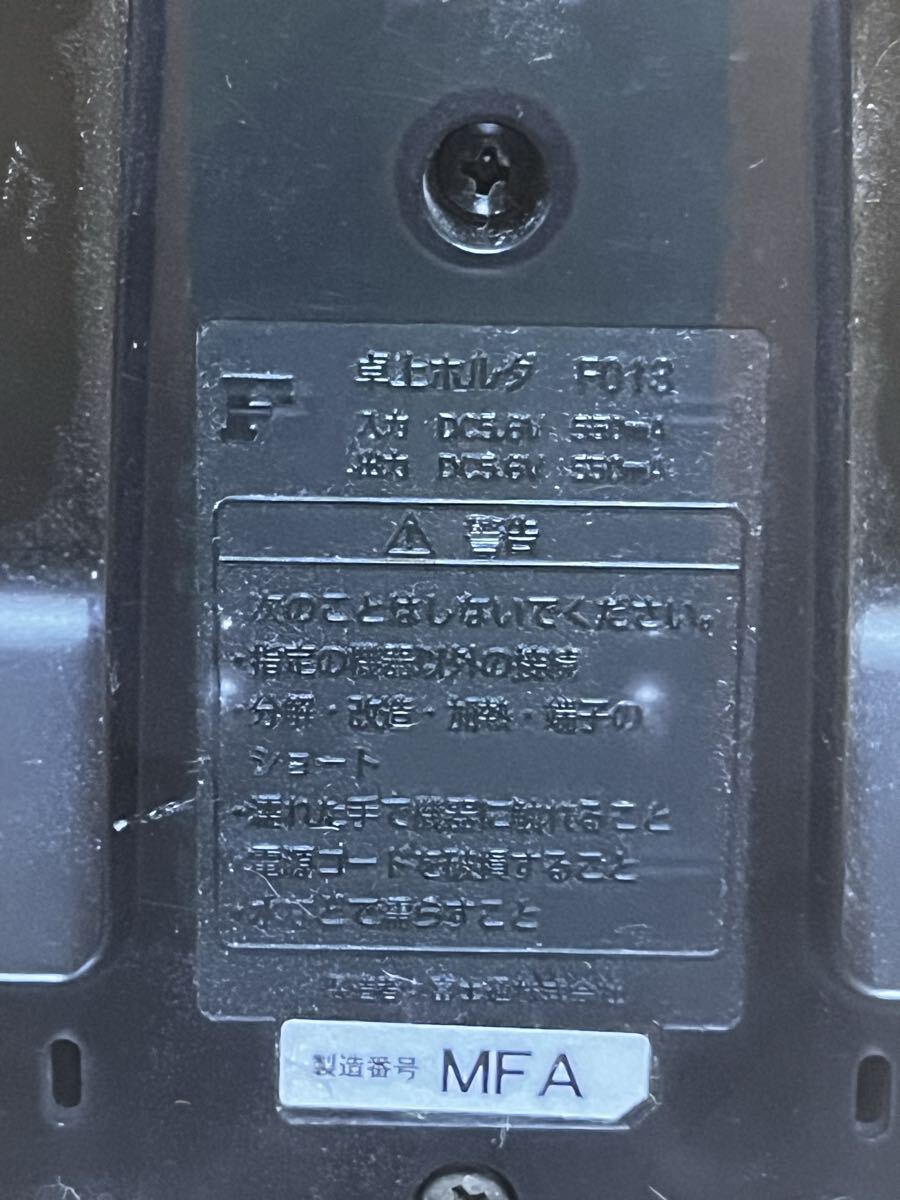 F
卓上ホルダ F013
入力 DC5.6V 550mA
出力 DC5.6V 550mA
警告
次のことはしないでください。
・指定の機器以外の接続
・分解・改造・加熱・端子の
ショート
・濡れた手で機器に触れること
・電源コードを破損すること
・水などで濡らすこと
製造者：富士通株式会社
製造番号 MFA